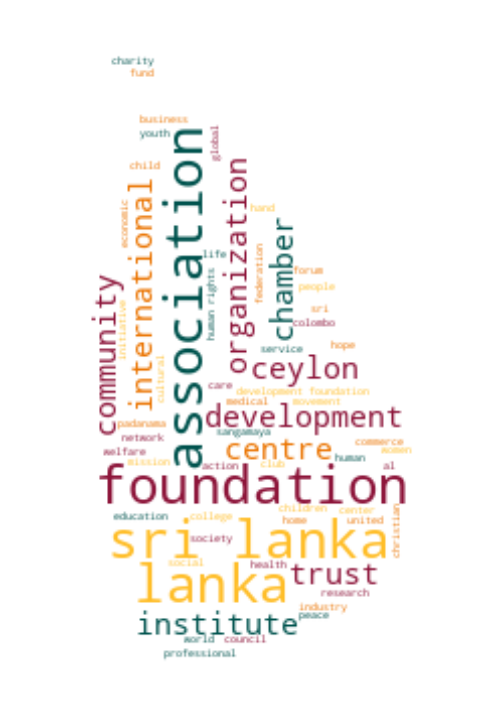 charity
fund
business
youth
global
association
child
international
economic
organization
hand
chamber
life
human rights
federation
forum
people
community
initiative
sri
colombo
service
hope
ceylon
cultural
care
development foundation
medical
movement
development
padanama
sangamaya
network
centre
commerce
welfare
women
mission
action
club
human
al
foundation
education
college
children
center
home
united
christian
sri lanka
society
social
health
lanka
trust
research
industry
peace
institute
world
council
professional